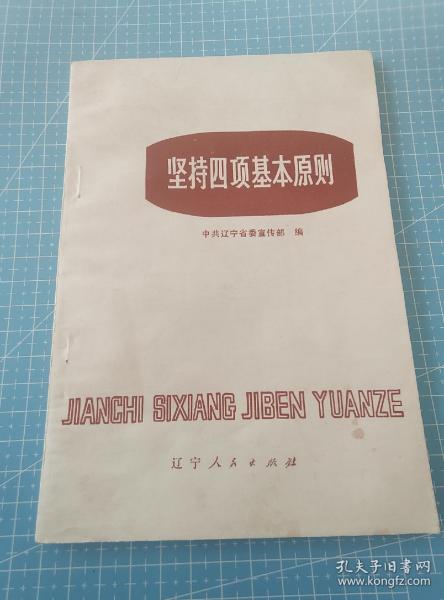 坚持四项基本原则
中共辽宁省委宣传部 编
JIANCHI SIXIANG JIBEN YUANZE
辽宁人民出版社
孔夫子旧书网
kongfz.com